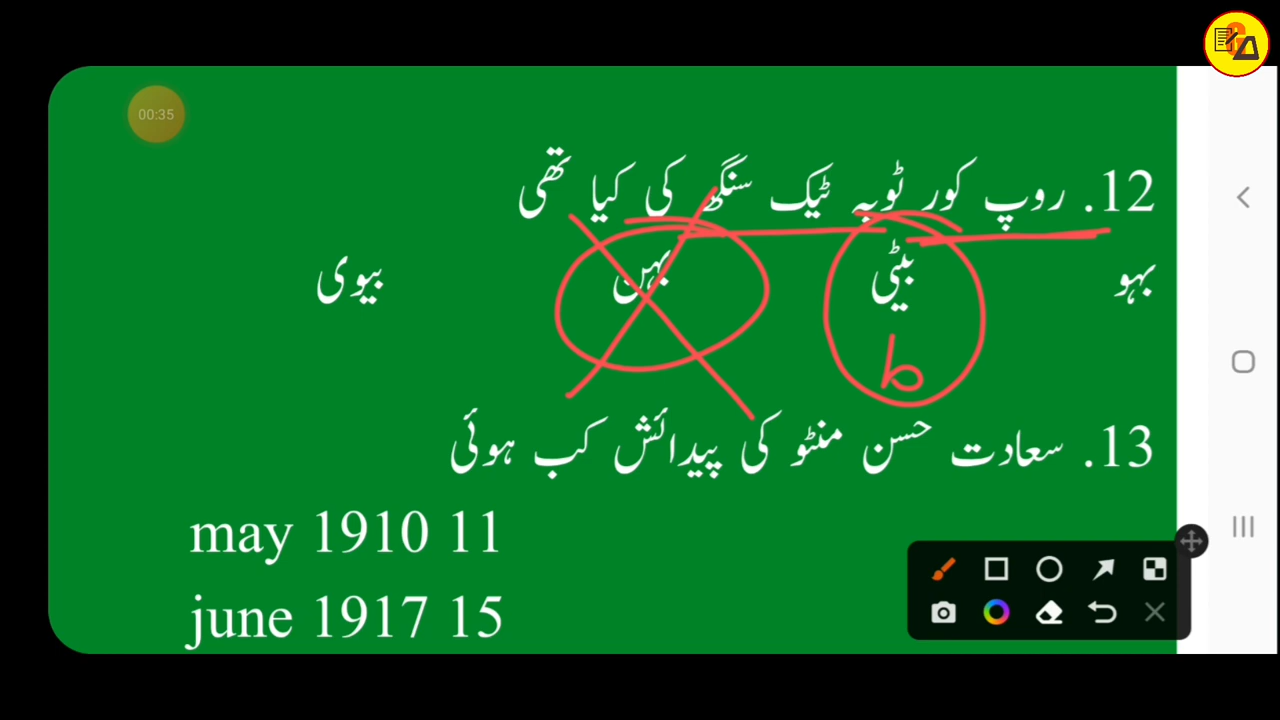 00:35
12. روپ کور ٹوبہ ٹیک سنگھ کی کیا تھی
بہو بیٹی بہن بیوی
b
13. سعادت حسن منٹو کی پیدائش کب ہوئی
may 1910 11
june 1917 15